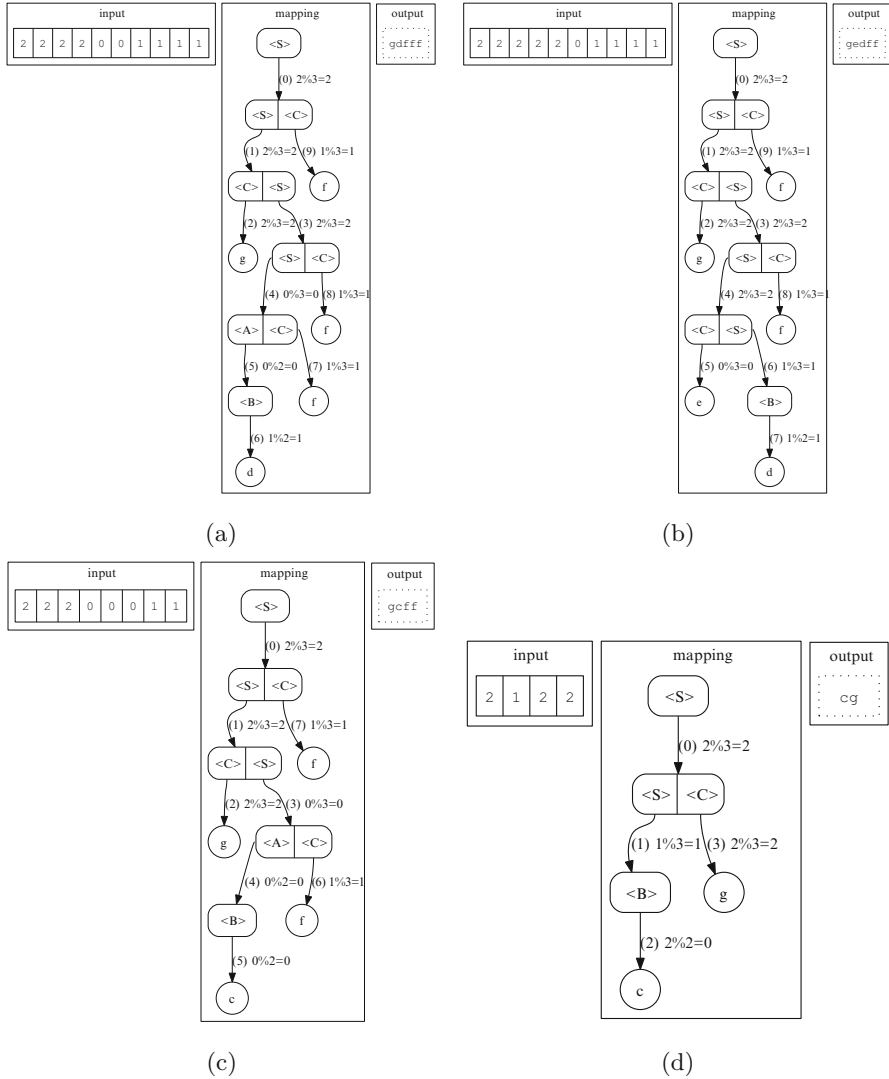 input
2 2 2 2 0 0 1 1 1 1
mapping
<S>
(0) 2%3=2
<S> <C>
(1) 2%3=2 (9) 1%3=1
<C> <S> f
(2) 2%3=2 (3) 2%3=2
g <S> <C>
(4) 0%3=0 (8) 1%3=1
<A> <C> f
(5) 0%2=0 (7) 1%3=1
<B> f
(6) 1%2=1
d
output
gdfff
(a)
input
2 2 2 2 2 0 1 1 1 1
mapping
<S>
(0) 2%3=2
<S> <C>
(1) 2%3=2 (9) 1%3=1
<C> <S> f
(2) 2%3=2 (3) 2%3=2
g <S> <C>
(4) 2%3=2 (8) 1%3=1
<C> <S> f
(5) 0%3=0 (6) 1%3=1
e <B>
(7) 1%2=1
d
output
gedff
(b)
input
2 2 2 0 0 0 1 1
mapping
<S>
(0) 2%3=2
<S> <C>
(1) 2%3=2 (7) 1%3=1
<C> <S> f
(2) 2%3=2 (3) 0%3=0
g <A> <C>
(4) 0%2=0 (6) 1%3=1
<B> f
(5) 0%2=0
c
output
gcff
(c)
input
2 1 2 2
mapping
<S>
(0) 2%3=2
<S> <C>
(1) 1%3=1 (3) 2%3=2
<B> g
(2) 2%2=0
c
output
cg
(d)